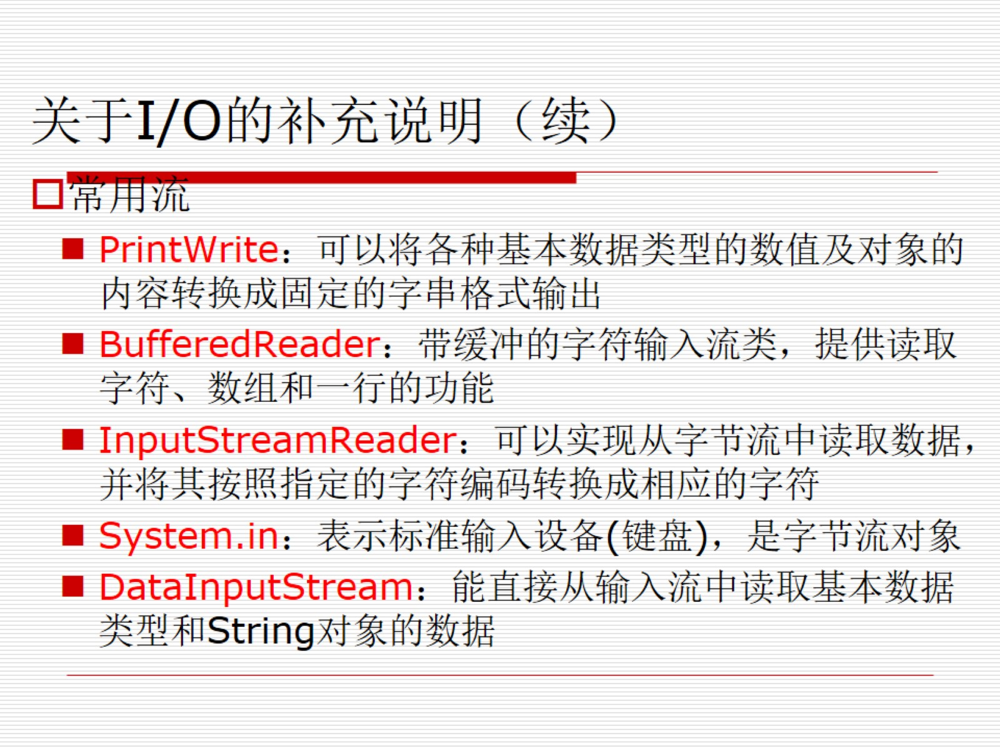 关于I/O的补充说明（续）
常用流
PrintWrite：可以将各种基本数据类型的数值及对象的
内容转换成固定的字串格式输出
BufferedReader：带缓冲的字符输入流类，提供读取
字符、数组和一行的功能
InputStreamReader：可以实现从字节流中读取数据，
并将其按照指定的字符编码转换成相应的字符
System.in：表示标准输入设备(键盘)，是字节流对象
DataInputStream：能直接从输入流中读取基本数据
类型和String对象的数据